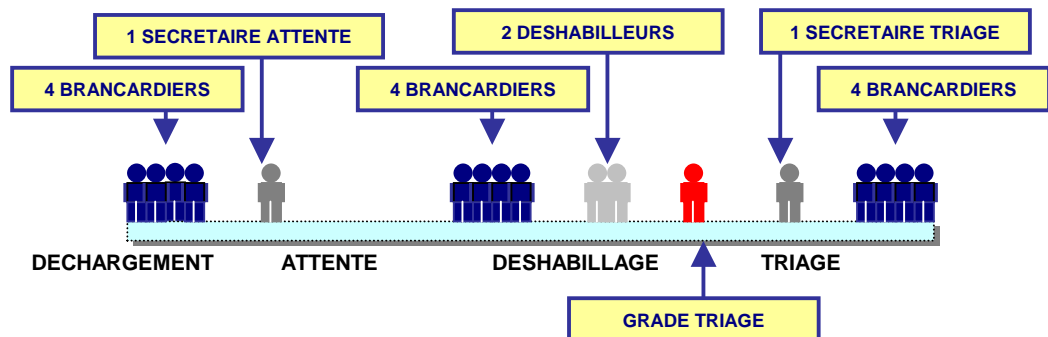 1 SECRETAIRE ATTENTE
2 DESHABILLEURS
1 SECRETAIRE TRIAGE
4 BRANCARDIERS
4 BRANCARDIERS
4 BRANCARDIERS
DECHARGEMENT
ATTENTE
DESHABILLAGE
TRIAGE
GRADE TRIAGE